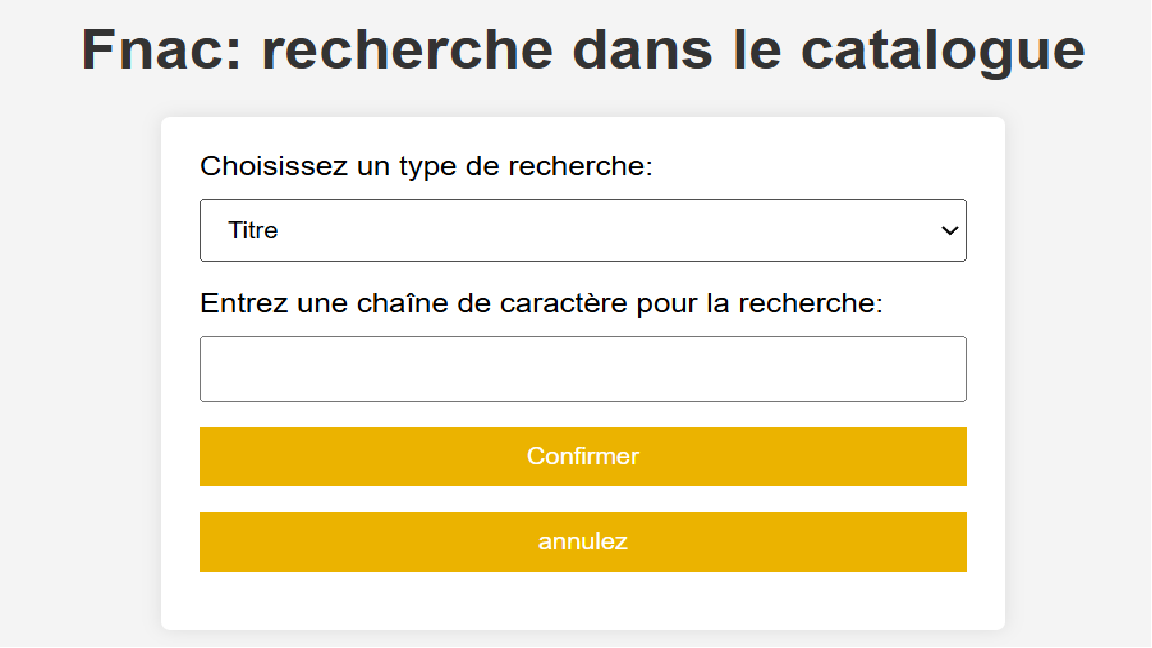 Fnac: recherche dans le catalogue
Choisissez un type de recherche:
Titre
Entrez une chaîne de caractère pour la recherche:
Confirmer
annulez